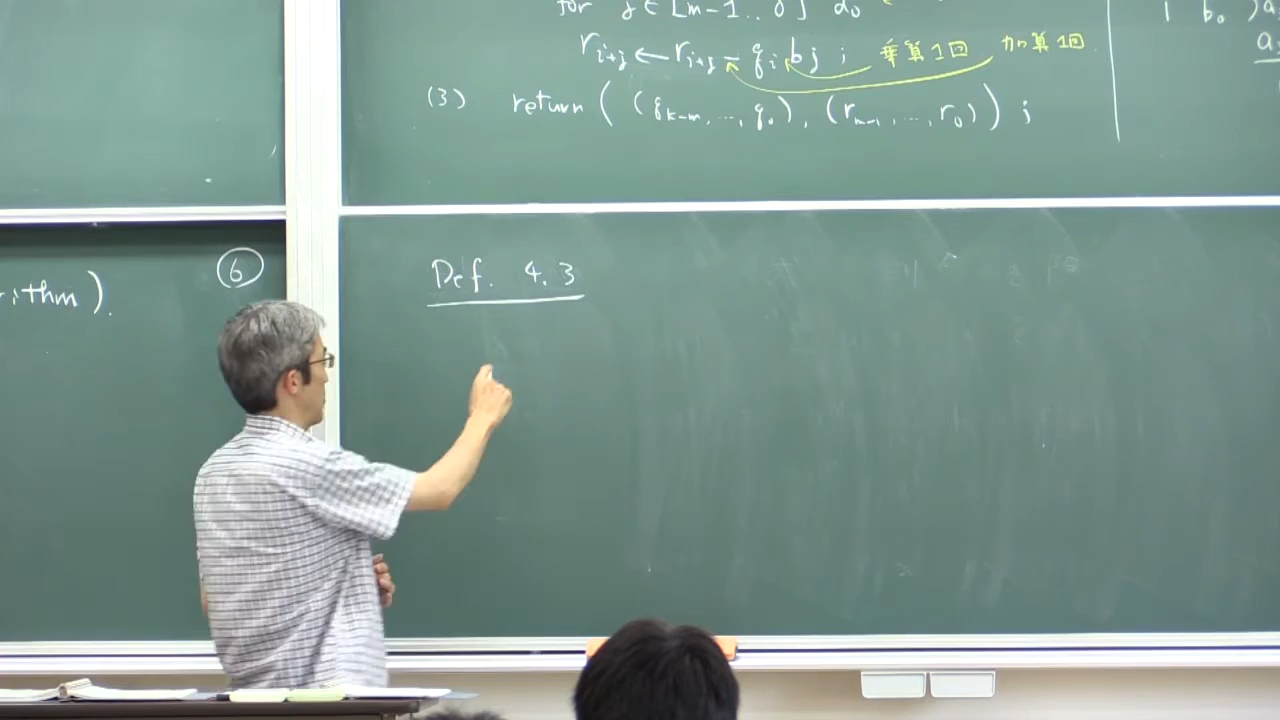 for j ∈ [m-1..0] do
r_{i+j} ← r_{i+j} - q_i b_j ; 乗算1回 加算1回
(3) return ( (q_{k-m}, ..., q_0), (r_{m-1}, ..., r_0) ) ;
1 b_0 ) a
a
rithm).
⑥
Def. 4.3